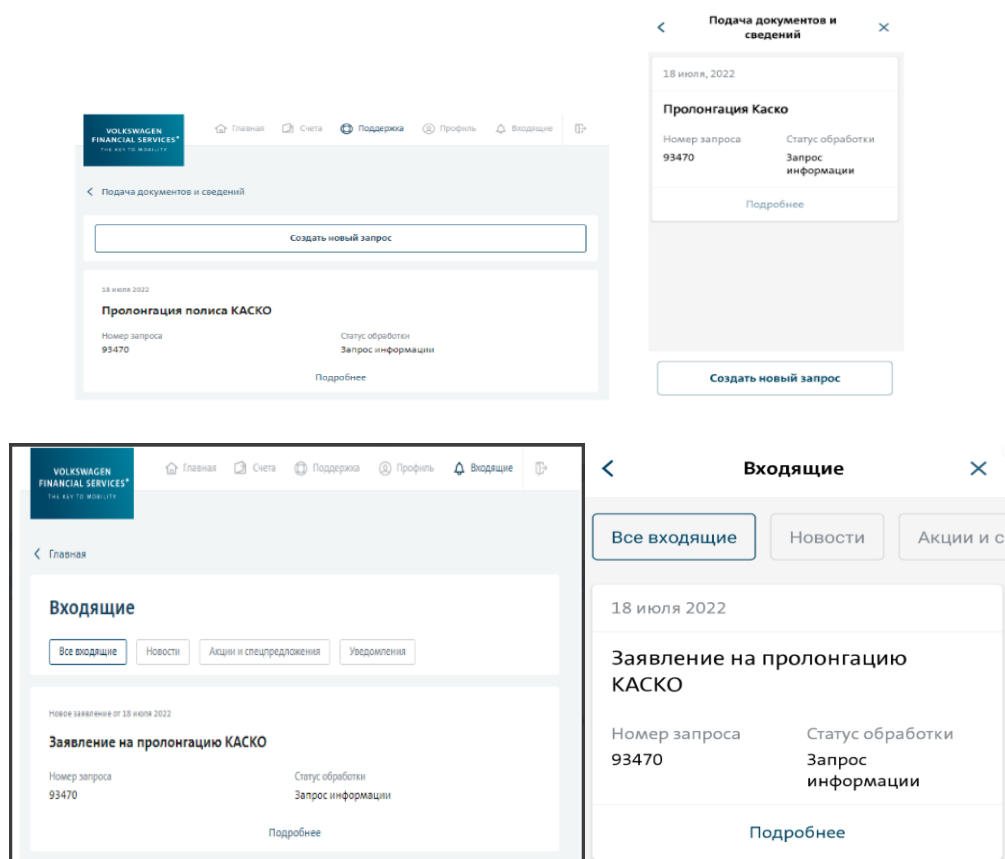 Подача документов и
сведений
18 июля, 2022
Пролонгация Каско
Номер запроса Статус обработки
93470 Запрос
информации
Подробнее
Создать новый запрос
VOLKSWAGEN
FINANCIAL SERVICES*
THE KEY TO MOBILITY
Главная Счета Поддержка Профиль Входящие
Подача документов и сведений
Создать новый запрос
18 июля 2022
Пролонгация полиса КАСКО
Номер запроса Статус обработки
93470 Запрос информации
Подробнее
VOLKSWAGEN
FINANCIAL SERVICES*
THE KEY TO MOBILITY
Главная Счета Поддержка Профиль Входящие
Главная
Входящие
Все входящие Новости Акции и спецпредложения Уведомления
Новое заявление от 18 июля 2022
Заявление на пролонгацию КАСКО
Номер запроса Статус обработки
93470 Запрос информации
Подробнее
Входящие
Все входящие Новости Акции и с
18 июля 2022
Заявление на пролонгацию
КАСКО
Номер запроса Статус обработки
93470 Запрос
информации
Подробнее